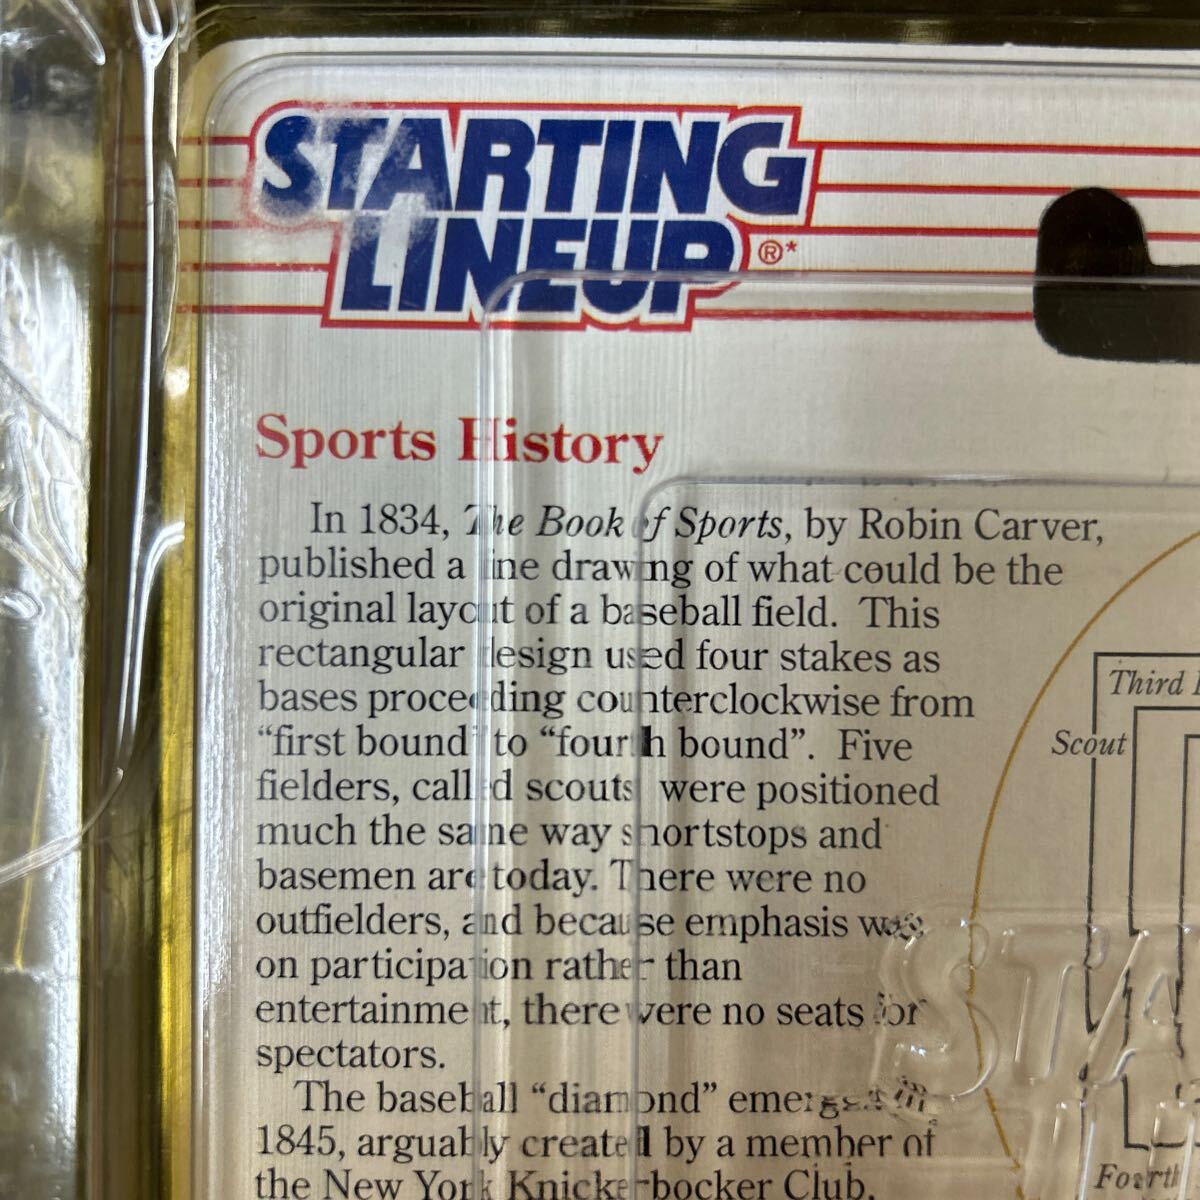 STARTING
LINEUP®*
Sports History
In 1834, The Book of Sports, by Robin Carver,
published a line drawing of what could be the
original layout of a baseball field. This
rectangular design used four stakes as
bases proceeding counterclockwise from
“first bound” to “fourth bound”. Five
fielders, called scouts, were positioned
much the same way shortstops and
basemen are today. There were no
outfielders, and because emphasis was
on participation rather than
entertainment, there were no seats for
spectators.
The baseball “diamond” emerged in
1845, arguably created by a member of
the New York Knickerbocker Club.
Third
Scout
STA
Fourth